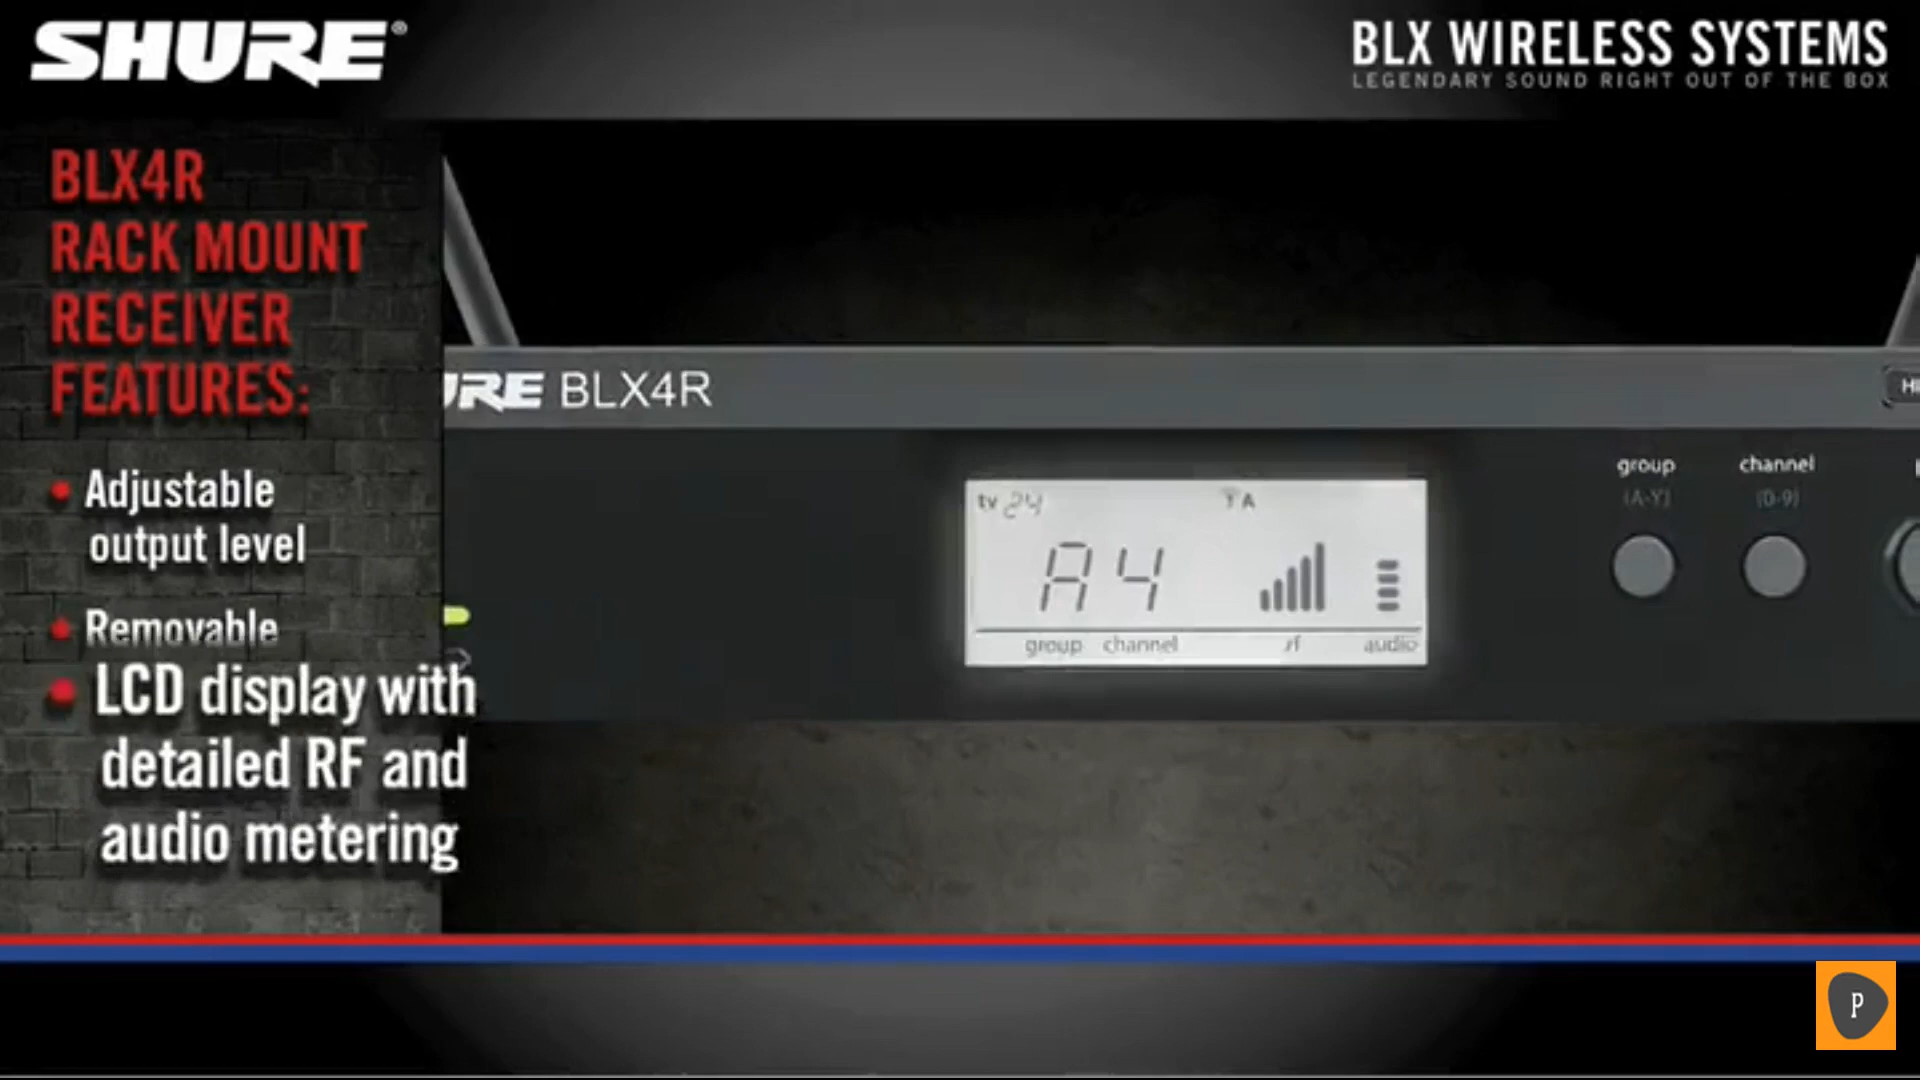 SHURE®
BLX WIRELESS SYSTEMS
LEGENDARY SOUND RIGHT OUT OF THE BOX
BLX4R
RACK MOUNT
RECEIVER
FEATURES:
• Adjustable
output level
• Removable
• LCD display with
detailed RF and
audio metering
URE BLX4R
group channel
(A-Y) (0-9)
tv 24 A
A4
group channel rf audio
P